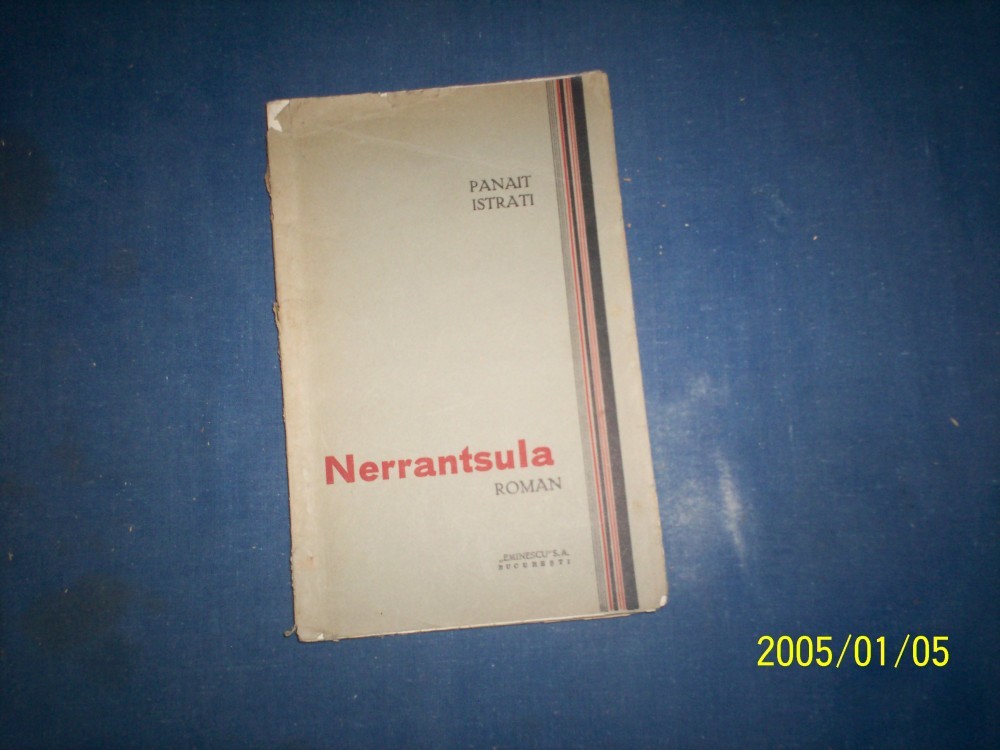 PANAIT
ISTRATI
Nerrantsula
ROMAN
„EMINESCU" S.A.
BUCUREȘTI
2005/01/05